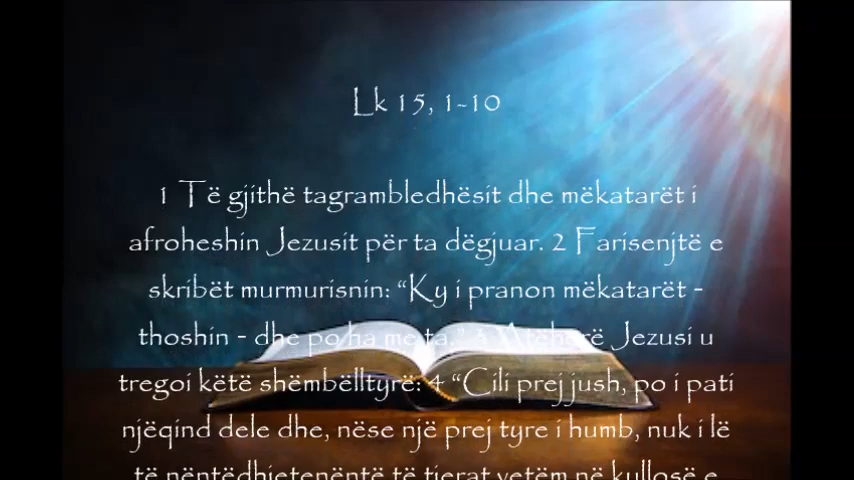 Lk 15, 1-10
1 Të gjithë tagrambledhësit dhe mëkatarët i
afroheshin Jezusit për ta dëgjuar. 2 Farisenjtë e
skribët murmurisnin: “Ky i pranon mëkatarët -
thoshin - dhe po ha me ta.” 3 Atëherë Jezusi u
tregoi këtë shëmbëlltyrë: 4 “Cili prej jush, po i pati
njëqind dele dhe, nëse një prej tyre i humb, nuk i lë
të nëntëdhjetenëntë të tjerat vetëm në kullosë e